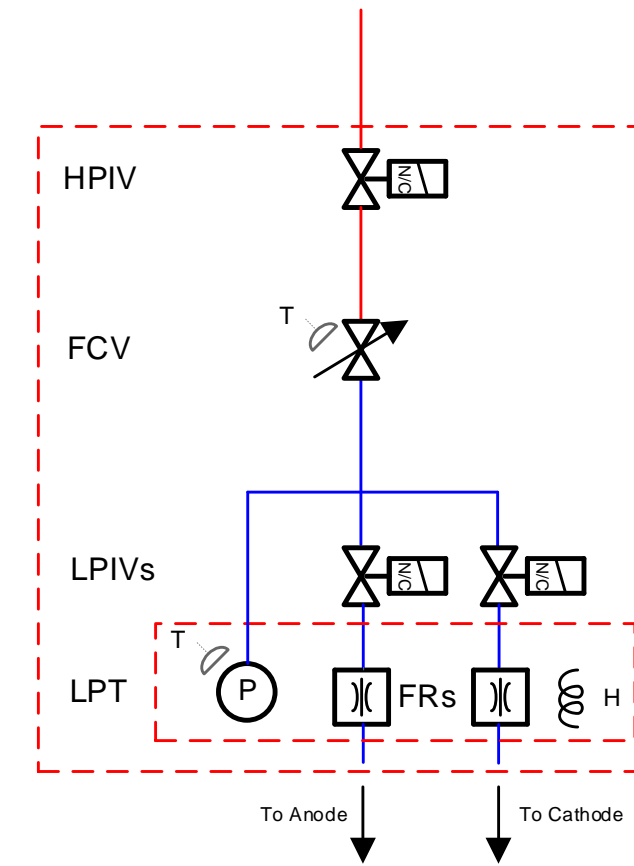 HPIV
N/C
T
FCV
LPIVs
N/C
N/C
T
LPT
P
FRs
H
To Anode
To Cathode